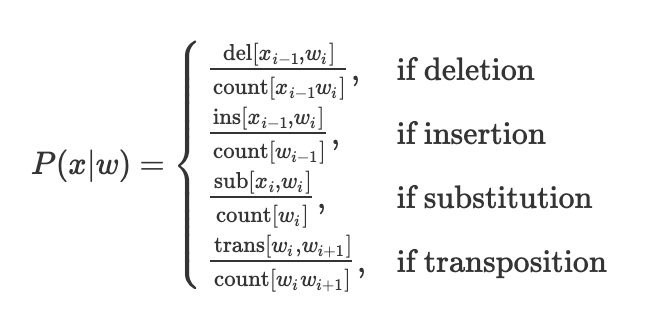 P(x|w) = { del[x_{i−1},w_i] / count[x_{i−1}w_i], if deletion
ins[x_{i−1},w_i] / count[w_{i−1}], if insertion
sub[x_i,w_i] / count[w_i], if substitution
trans[w_i,w_{i+1}] / count[w_iw_{i+1}], if transposition